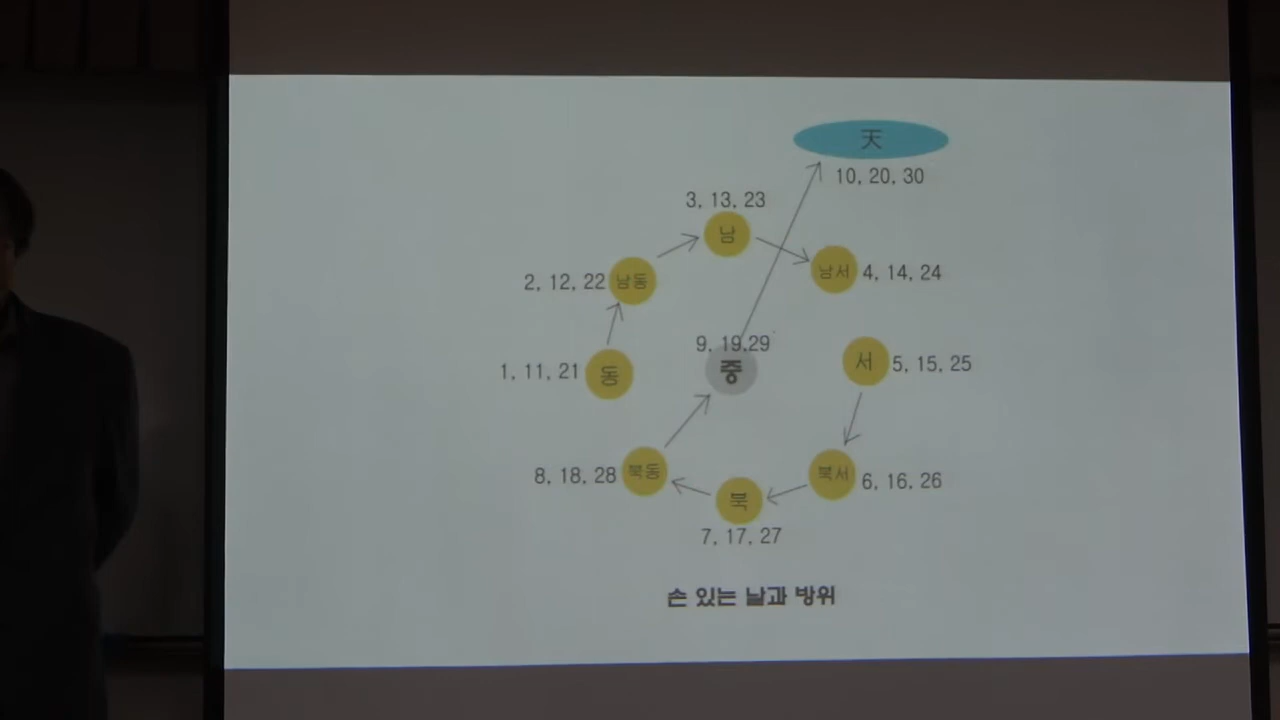 天
10, 20, 30
3, 13, 23
남
남서 4, 14, 24
2, 12, 22 남동
9, 19,29
중
서 5, 15, 25
1, 11, 21 동
8, 18, 28 북동
북서 6, 16, 26
북
7, 17, 27
손 있는 날과 방위